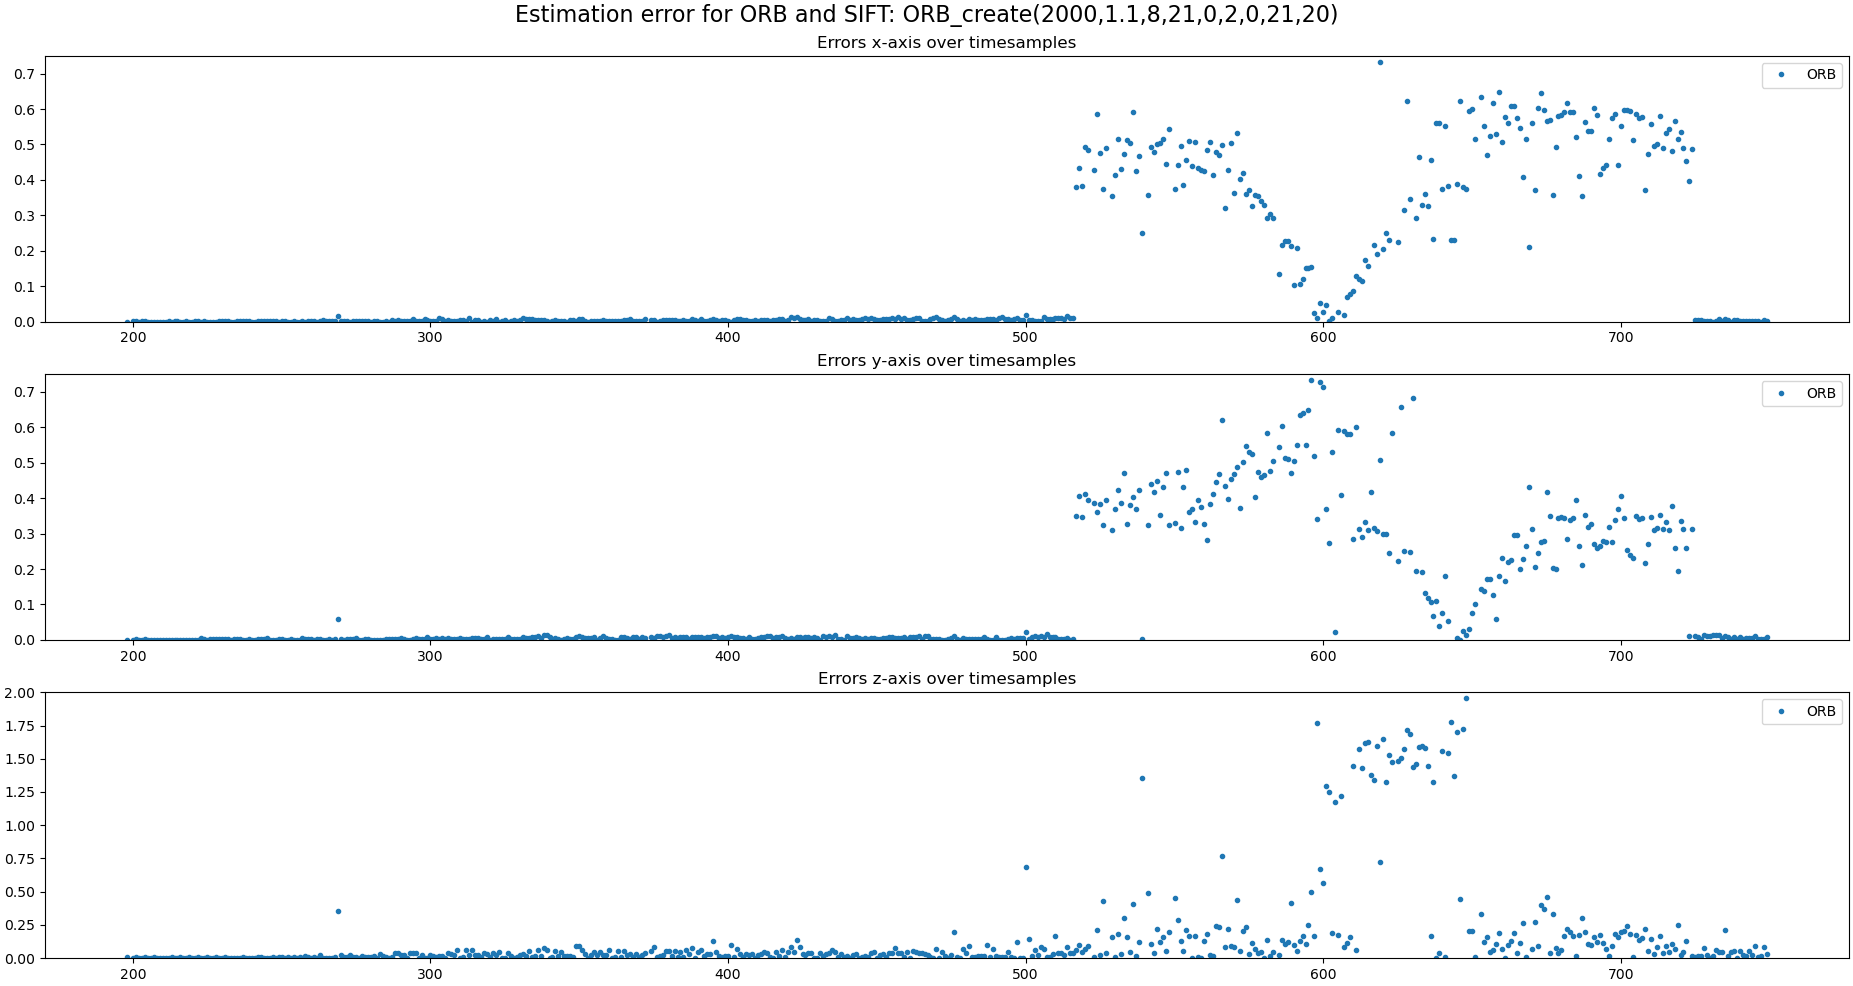 Estimation error for ORB and SIFT: ORB_create(2000,1.1,8,21,0,2,0,21,20)
Errors x-axis over timesamples
0.7
0.6
0.5
0.4
0.3
0.2
0.1
0.0
ORB
200 300 400 500 600 700
Errors y-axis over timesamples
0.7
0.6
0.5
0.4
0.3
0.2
0.1
0.0
ORB
200 300 400 500 600 700
Errors z-axis over timesamples
2.00
1.75
1.50
1.25
1.00
0.75
0.50
0.25
0.00
ORB
200 300 400 500 600 700